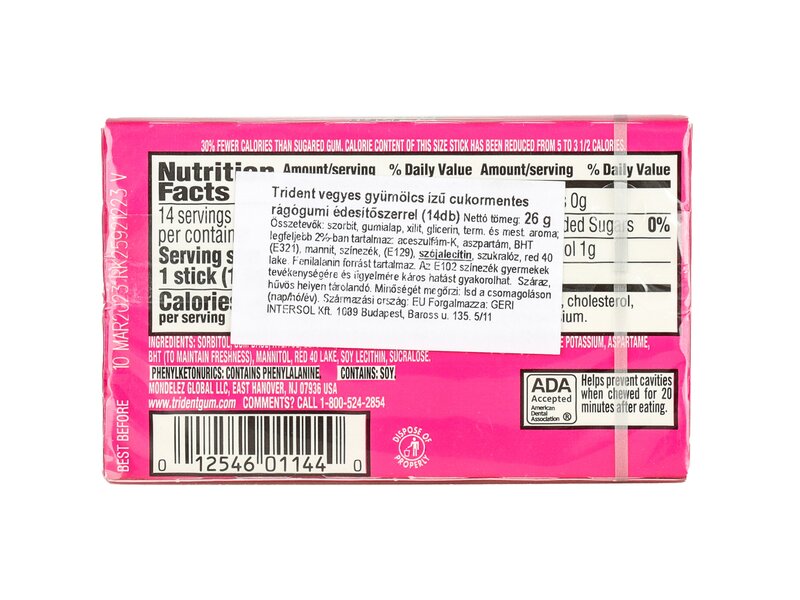 30% FEWER CALORIES THAN SUGARED GUM. CALORIE CONTENT OF THIS SIZE STICK HAS BEEN REDUCED FROM 5 TO 3 1/2 CALORIES.
Nutrition Facts
Amount/serving % Daily Value Amount/serving % Daily Value
14 servings
per contain
Serving s
1 stick (1
Calories
per serving
0g
ded Sugars 0%
ol 1g
, cholesterol,
ium.
Trident vegyes gyürnölcs ízű cukormentes
rágógumi édesítőszerrel (14db) Nettó tömeg: 26 g
Összetevők: szorbit, gumialap, xilit, glicerin, term. és mest. aroma;
legfeljebb 2%-ban tartalmaz: aceszulfám-K, aszpartám, BHT
(E321), mannit, színezék, (E129), szójalecitin, szukralóz, red 40
lake. Fenilalanin forrást tartalmaz. Az E102 színezék gyermekek
tevékenységére és figyelmére káros hatást gyakorolhat. Száraz,
hűvös helyen tárolandó. Minőségét megőrzi: lsd a csomagoláson
(nap/hó/év). Származási ország: EU Forgalmazza: GERI
INTERSOL Kft. 1089 Budapest, Baross u. 135. 5/11
INGREDIENTS: SORBITOL,
E POTASSIUM, ASPARTAME,
BHT (TO MAINTAIN FRESHNESS), MANNITOL, RED 40 LAKE, SOY LECITHIN, SUCRALOSE.
PHENYLKETONURICS: CONTAINS PHENYLALANINE. CONTAINS: SOY.
MONDELEZ GLOBAL LLC, EAST HANOVER, NJ 07936 USA
www.tridentgum.com COMMENTS? CALL 1-800-524-2854
BEST BEFORE 10 MAR2023 RK25921223 V
ADA
Accepted
American
Dental
Association ®
Helps prevent cavities
when chewed for 20
minutes after eating.
DISPOSE OF
PROPERLY
0 12546 01144 0